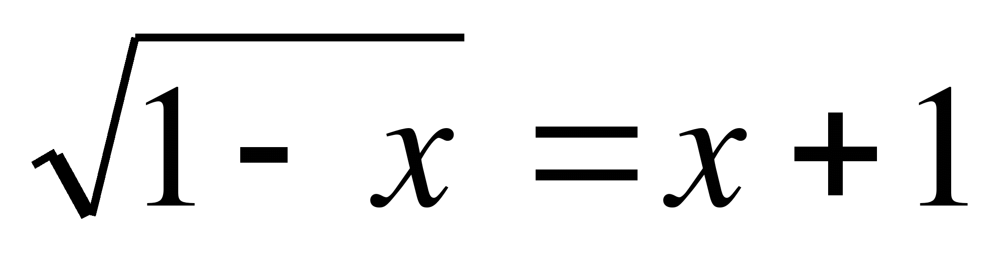 √1 - x = x + 1